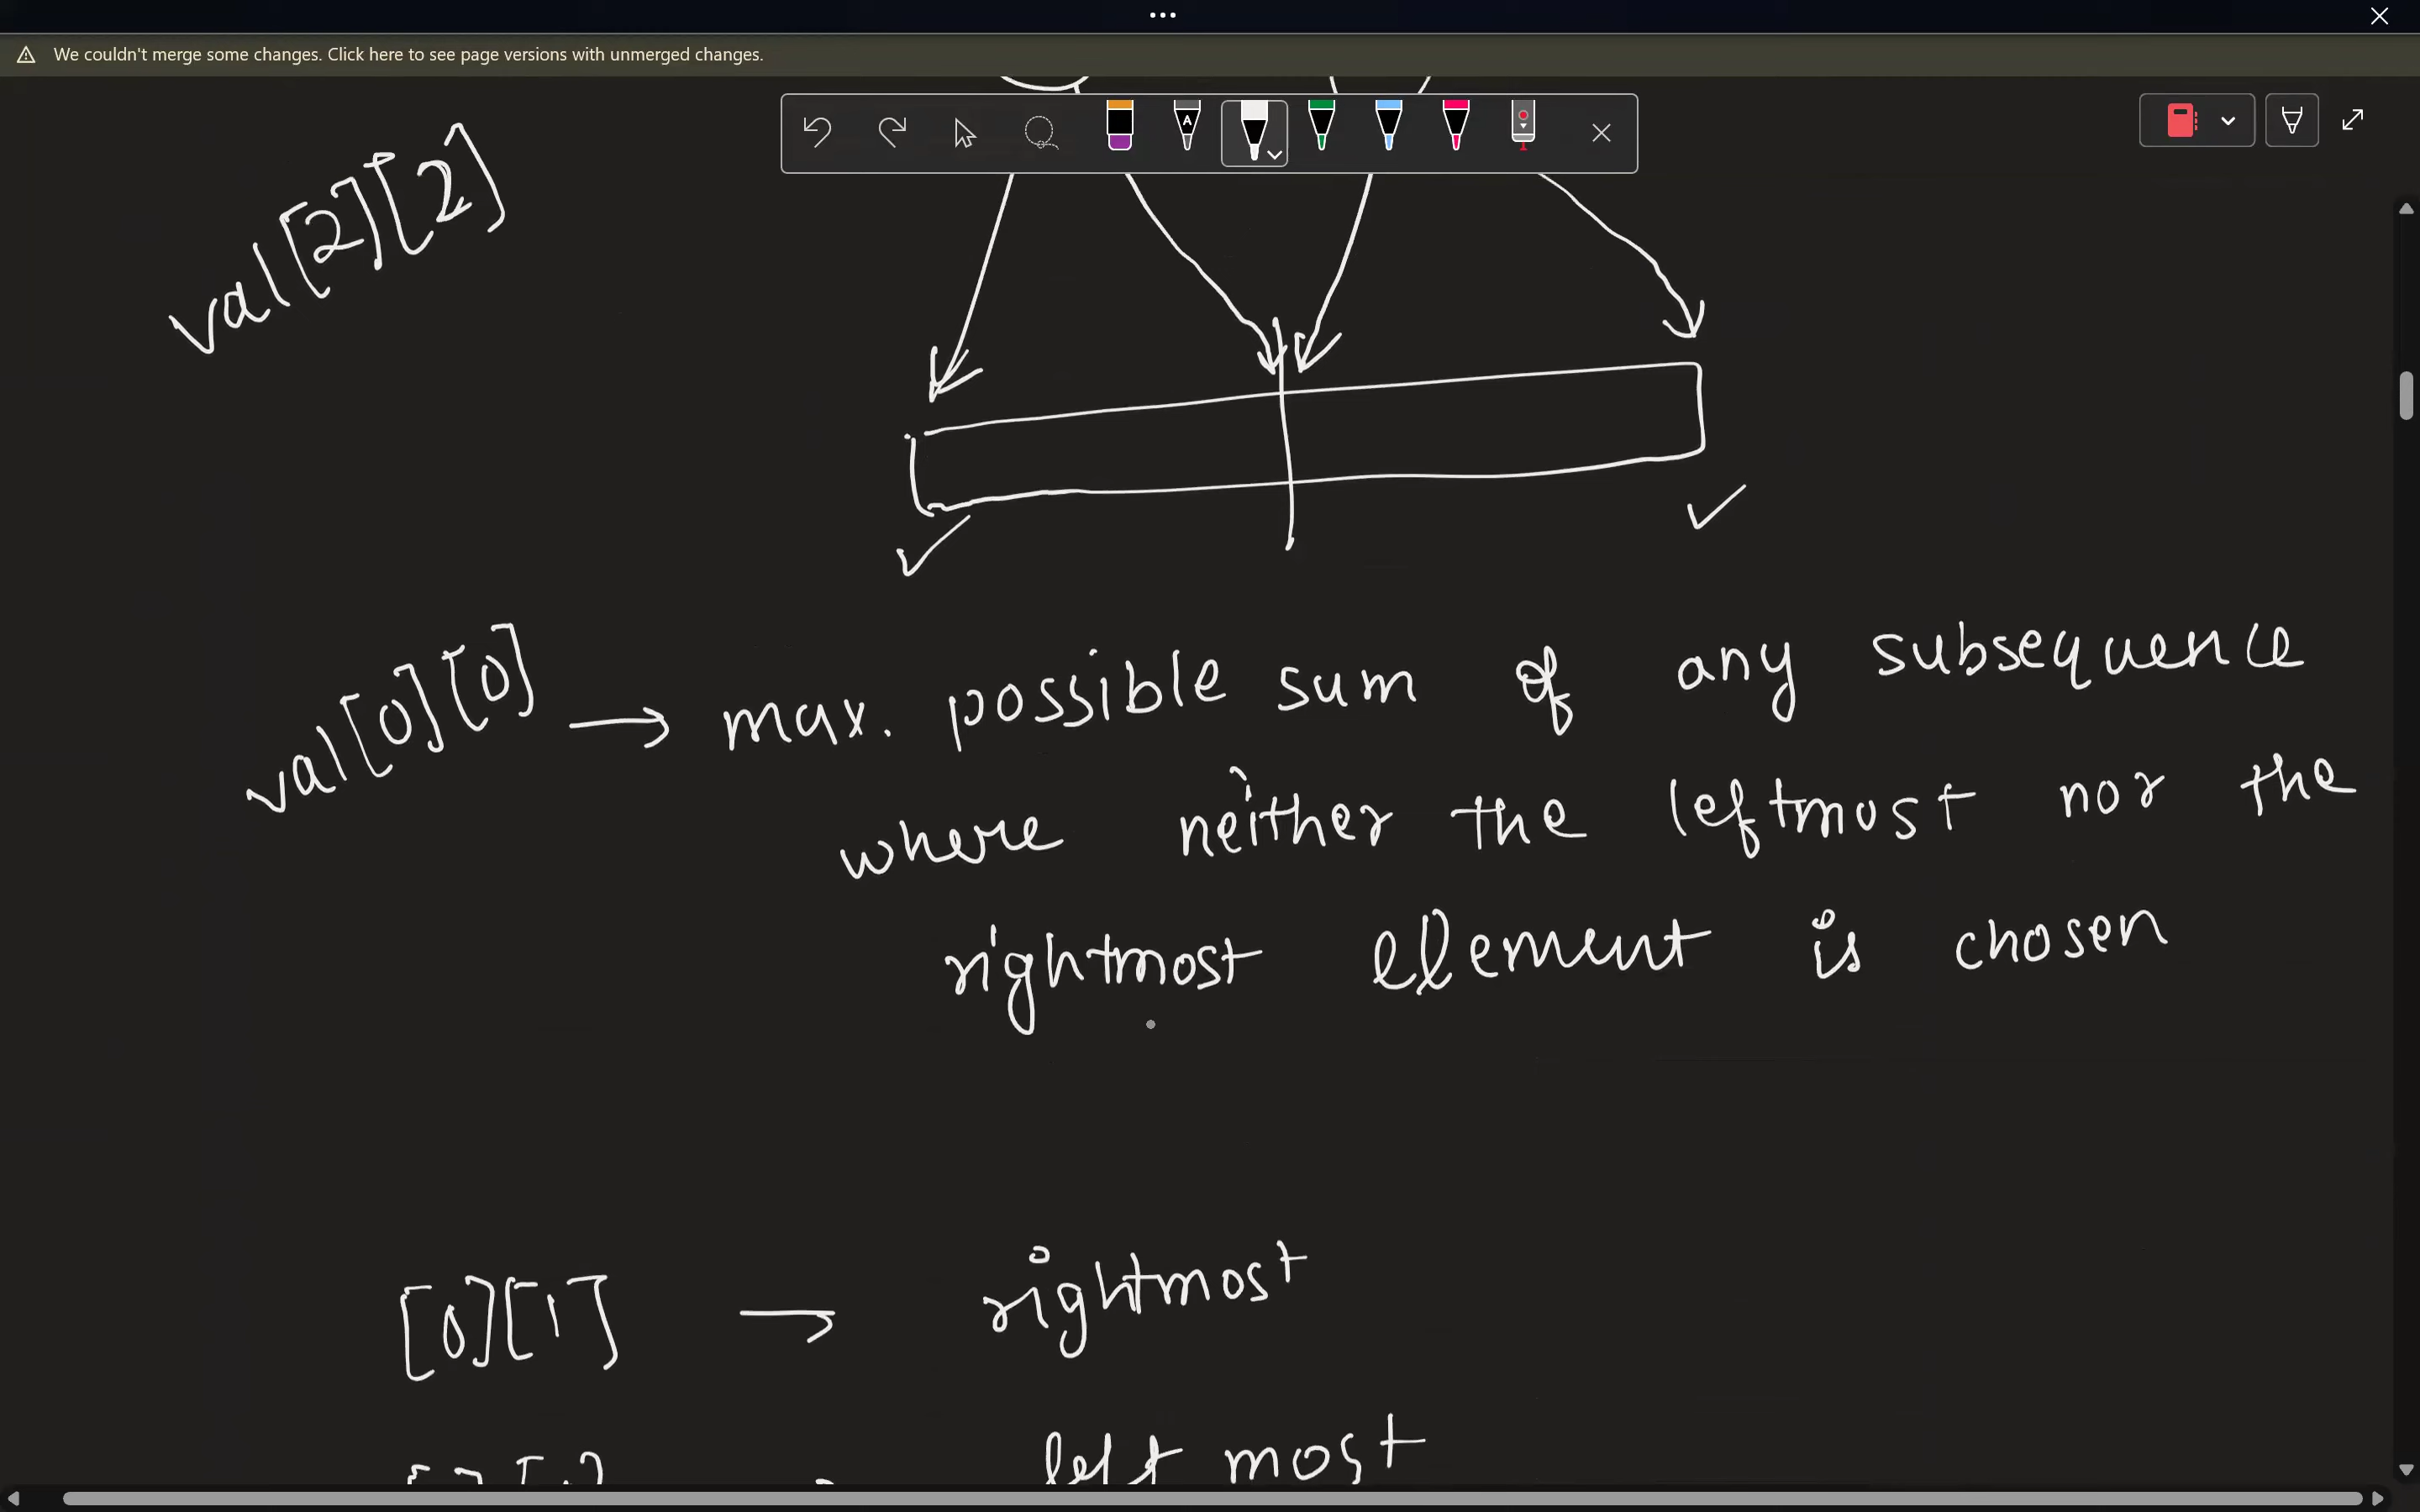 We couldn't merge some changes. Click here to see page versions with unmerged changes.
A
val[2][2]
val[0][0] → max. possible sum of any subsequence
where neither the leftmost nor the
rightmost element is chosen
[0][1] → rightmost
left most